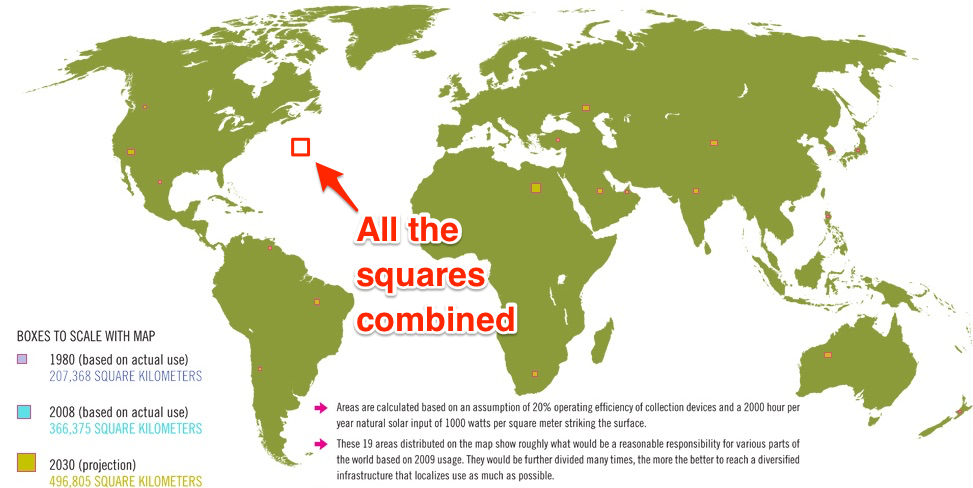 All the
squares
combined
BOXES TO SCALE WITH MAP
1980 (based on actual use)
207,368 SQUARE KILOMETERS
2008 (based on actual use)
366,375 SQUARE KILOMETERS
2030 (projection)
496,805 SQUARE KILOMETERS
Areas are calculated based on an assumption of 20% operating efficiency of collection devices and a 2000 hour per
year natural solar input of 1000 watts per square meter striking the surface.
These 19 areas distributed on the map show roughly what would be a reasonable responsibility for various parts of
the world based on 2009 usage. They would be further divided many times, the more the better to reach a diversified
infrastructure that localizes use as much as possible.